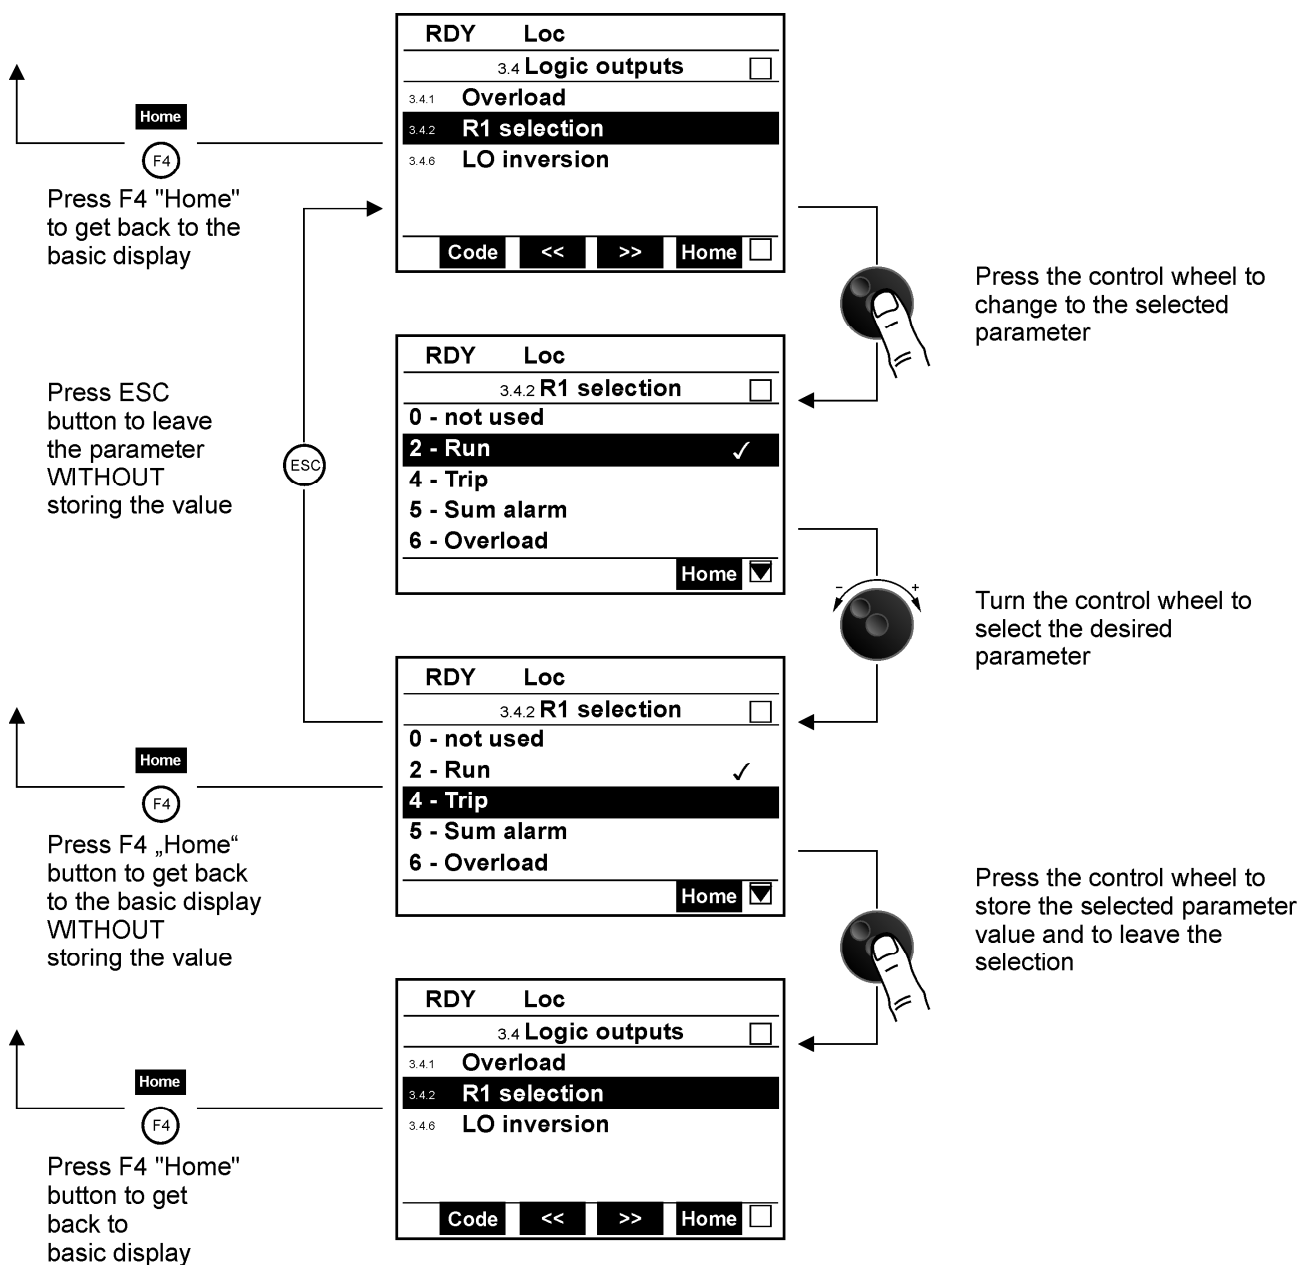 RDY Loc
3.4 Logic outputs
3.4.1 Overload
3.4.2 R1 selection
3.4.6 LO inversion
Code << >> Home
Home
F4
Press F4 "Home"
to get back to the
basic display
Press the control wheel to
change to the selected
parameter
RDY Loc
3.4.2 R1 selection
0 - not used
2 - Run ✓
4 - Trip
5 - Sum alarm
6 - Overload
Home
Press ESC
button to leave
the parameter
WITHOUT
storing the value
ESC
- +
Turn the control wheel to
select the desired
parameter
RDY Loc
3.4.2 R1 selection
0 - not used
2 - Run ✓
4 - Trip
5 - Sum alarm
6 - Overload
Home
Home
F4
Press F4 „Home“
button to get back
to the basic display
WITHOUT
storing the value
Press the control wheel to
store the selected parameter
value and to leave the
selection
RDY Loc
3.4 Logic outputs
3.4.1 Overload
3.4.2 R1 selection
3.4.6 LO inversion
Code << >> Home
Home
F4
Press F4 "Home"
button to get
back to
basic display